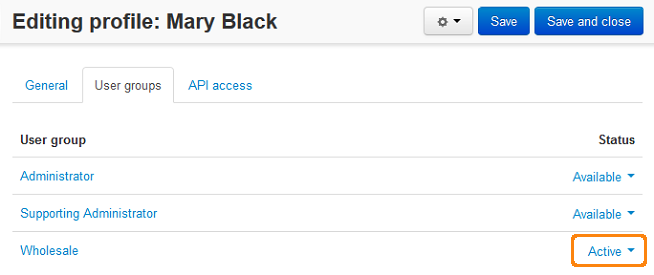 Editing profile: Mary Black
Save
Save and close
General
User groups
API access
User group
Status
Administrator
Available
Supporting Administrator
Available
Wholesale
Active